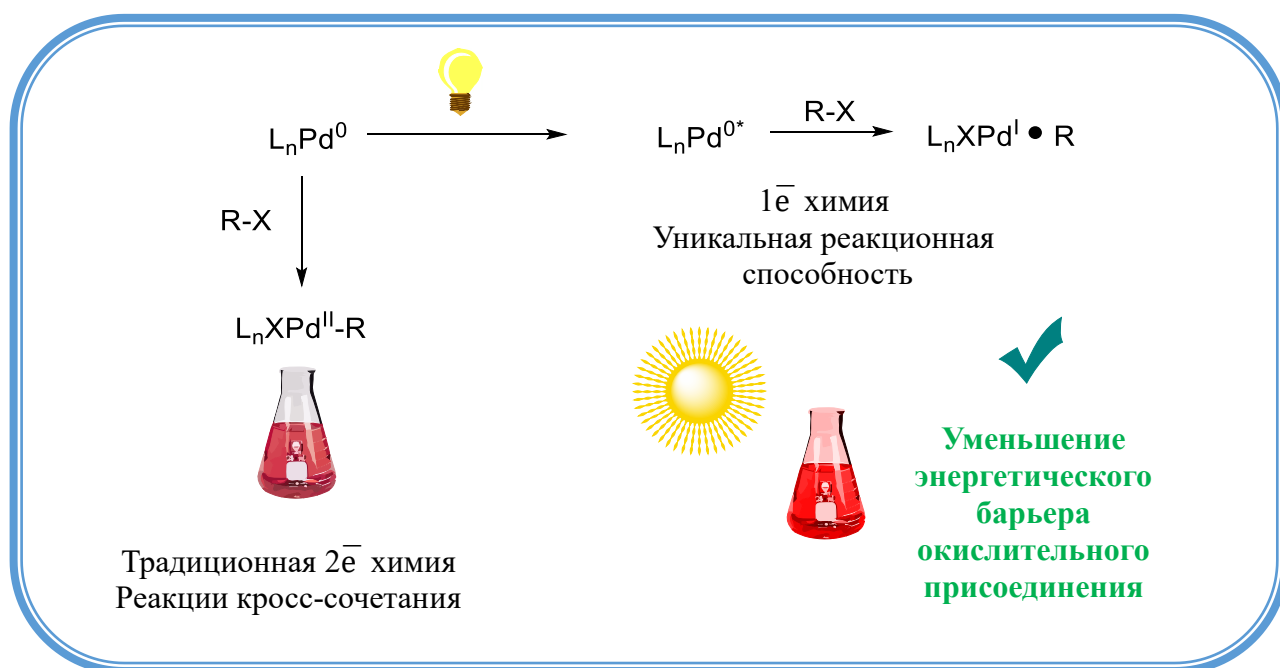 LₙPd⁰
LₙPd⁰*
R-X
LₙXPdᴵ • R
R-X
1e̅ химия
Уникальная реакционная
способность
LₙXPdᴵᴵ-R
Традиционная 2e̅ химия
Реакции кросс-сочетания
Уменьшение
энергетического
барьера
окислительного
присоединения